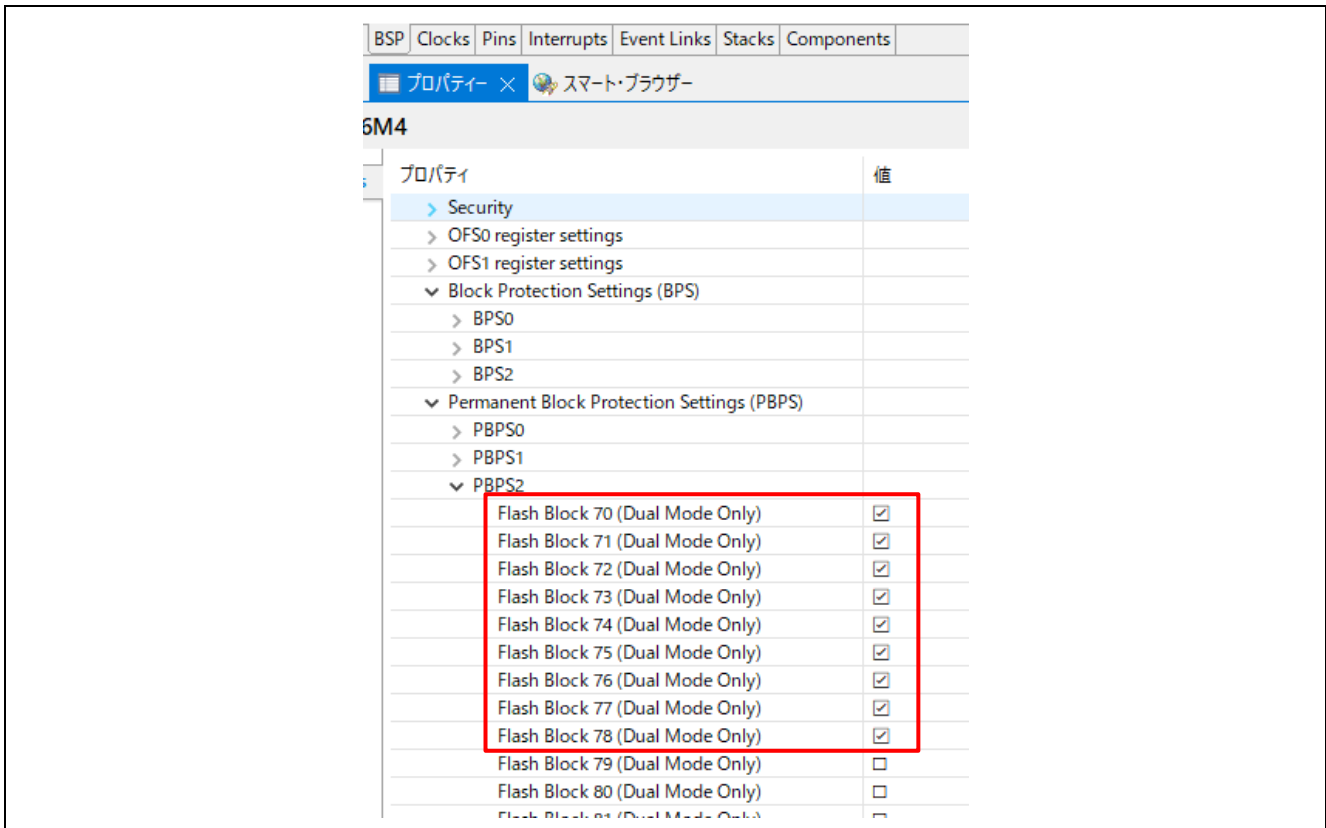 BSP Clocks Pins Interrupts Event Links Stacks Components
プロパティー スマート・ブラウザー
6M4
プロパティ 値
Security
OFS0 register settings
OFS1 register settings
Block Protection Settings (BPS)
BPS0
BPS1
BPS2
Permanent Block Protection Settings (PBPS)
PBPS0
PBPS1
PBPS2
Flash Block 70 (Dual Mode Only)
Flash Block 71 (Dual Mode Only)
Flash Block 72 (Dual Mode Only)
Flash Block 73 (Dual Mode Only)
Flash Block 74 (Dual Mode Only)
Flash Block 75 (Dual Mode Only)
Flash Block 76 (Dual Mode Only)
Flash Block 77 (Dual Mode Only)
Flash Block 78 (Dual Mode Only)
Flash Block 79 (Dual Mode Only)
Flash Block 80 (Dual Mode Only)
Flash Block 81 (Dual Mode Only)